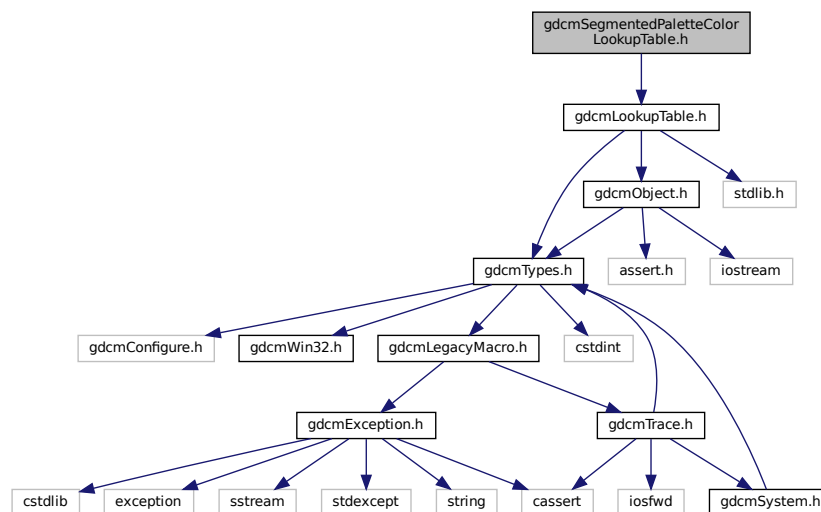 gdcmSegmentedPaletteColor
LookupTable.h
gdcmLookupTable.h
gdcmObject.h
stdlib.h
gdcmTypes.h
assert.h
iostream
gdcmConfigure.h
gdcmWin32.h
gdcmLegacyMacro.h
cstdint
gdcmException.h
gdcmTrace.h
cstdlib
exception
sstream
stdexcept
string
cassert
iosfwd
gdcmSystem.h